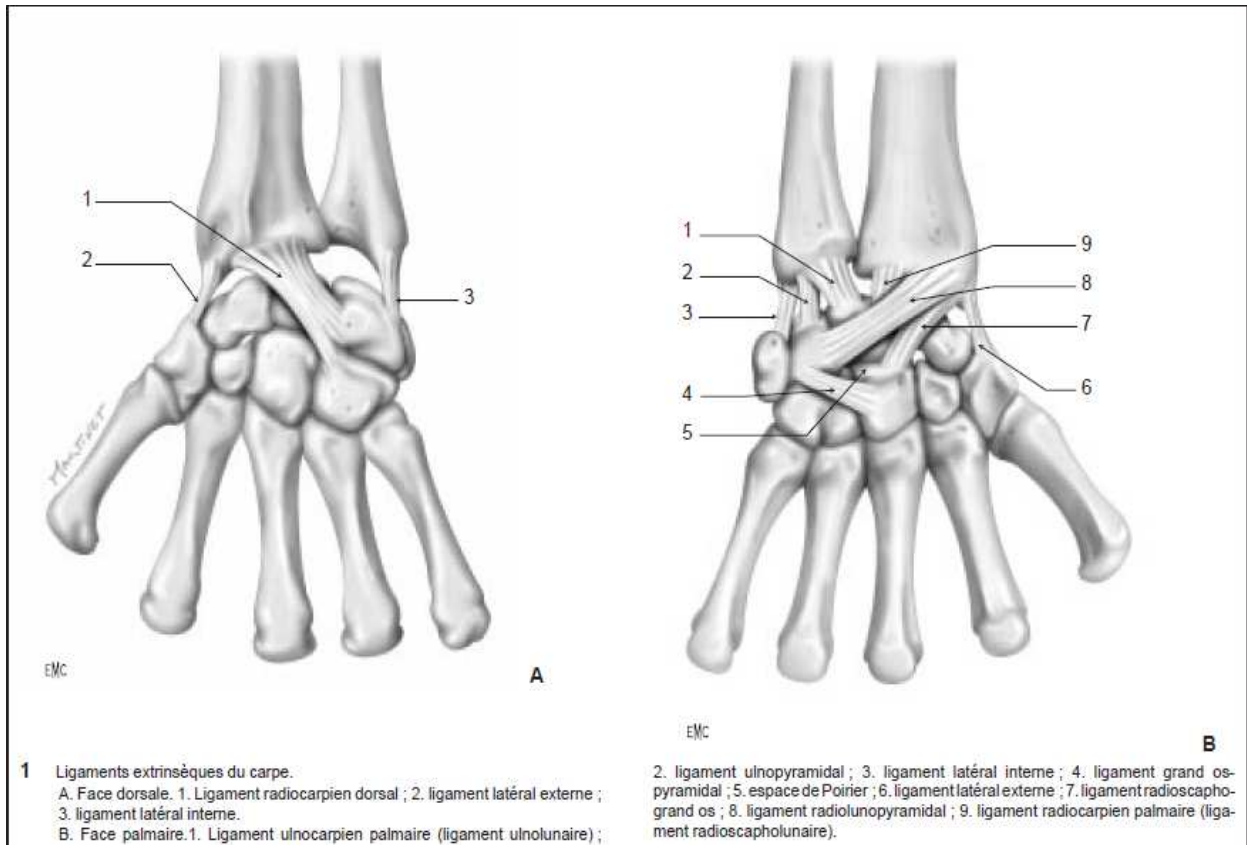 1
2
3
MARTINET
EMC
A
1
2
3
4
5
9
8
7
6
EMC
B
1 Ligaments extrinsèques du carpe.
A. Face dorsale. 1. Ligament radiocarpien dorsal ; 2. ligament latéral externe ;
3. ligament latéral interne.
B. Face palmaire.1. Ligament ulnocarpien palmaire (ligament ulnolunaire) ;
2. ligament ulnopyramidal ; 3. ligament latéral interne ; 4. ligament grand os-
pyramidal ; 5. espace de Poirier ; 6. ligament latéral externe ; 7. ligament radioscapho-
grand os ; 8. ligament radiolunopyramidal ; 9. ligament radiocarpien palmaire (liga-
ment radioscapholunaire).